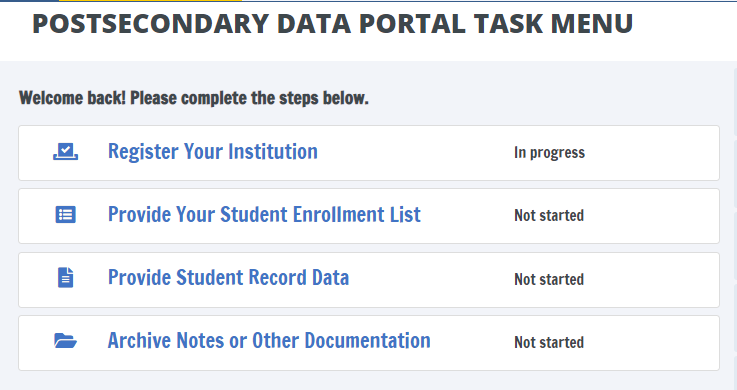 POSTSECONDARY DATA PORTAL TASK MENU
Welcome back! Please complete the steps below.
Register Your Institution In progress
Provide Your Student Enrollment List Not started
Provide Student Record Data Not started
Archive Notes or Other Documentation Not started